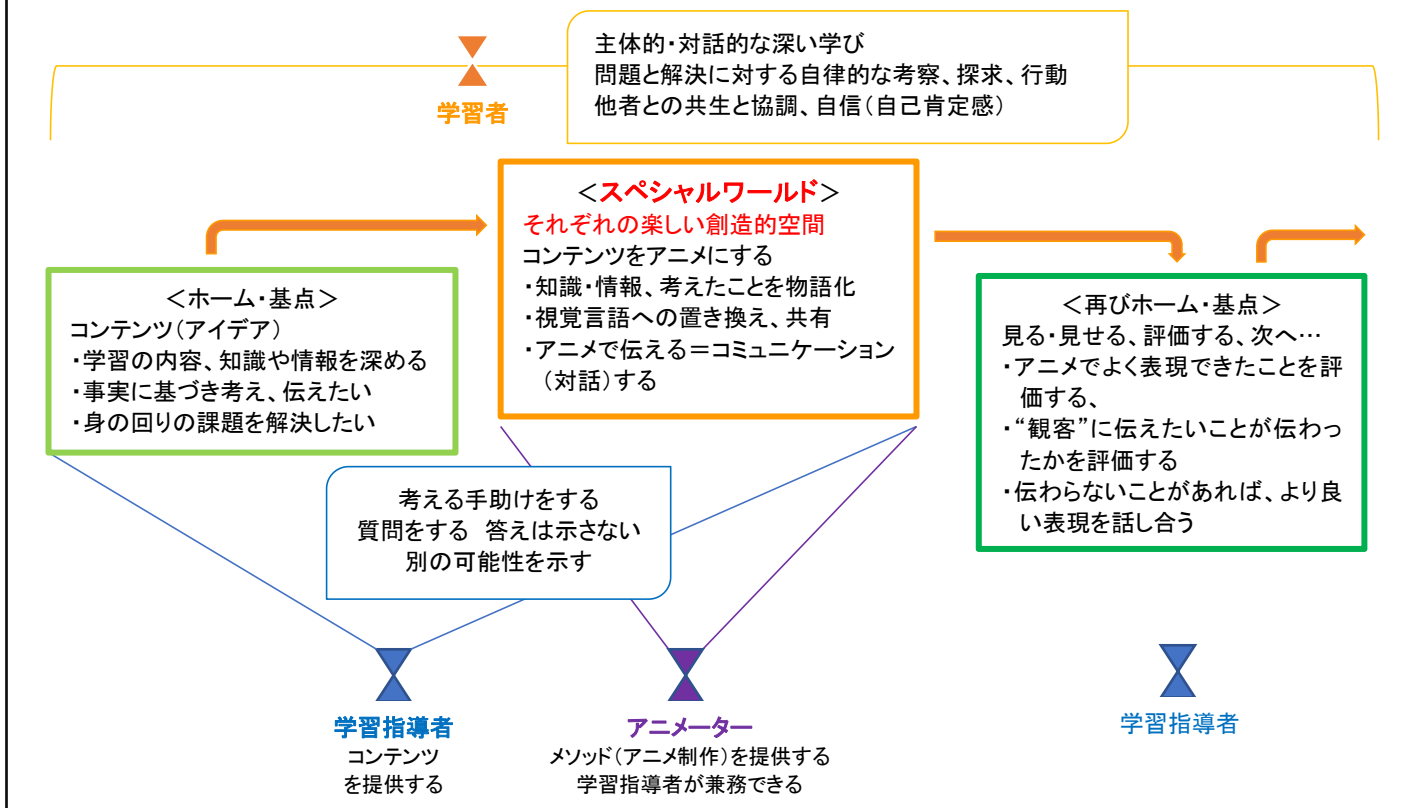 主体的・対話的な深い学び
問題と解決に対する自律的な考察、探求、行動
他者との共生と協調、自信(自己肯定感)
学習者
<スペシャルワールド>
それぞれの楽しい創造的空間
コンテンツをアニメにする
・知識・情報、考えたことを物語化
・視覚言語への置き換え、共有
・アニメで伝える=コミュニケーション
(対話)する
<ホーム・基点>
コンテンツ(アイデア)
・学習の内容、知識や情報を深める
・事実に基づき考え、伝えたい
・身の回りの課題を解決したい
<再びホーム・基点>
見る・見せる、評価する、次へ…
・アニメでよく表現できたことを評
価する、
・“観客”に伝えたいことが伝わっ
たかを評価する
・伝わらないことがあれば、より良
い表現を話し合う
考える手助けをする
質問をする 答えは示さない
別の可能性を示す
学習指導者
コンテンツ
を提供する
アニメーター
メソッド(アニメ制作)を提供する
学習指導者が兼務できる
学習指導者